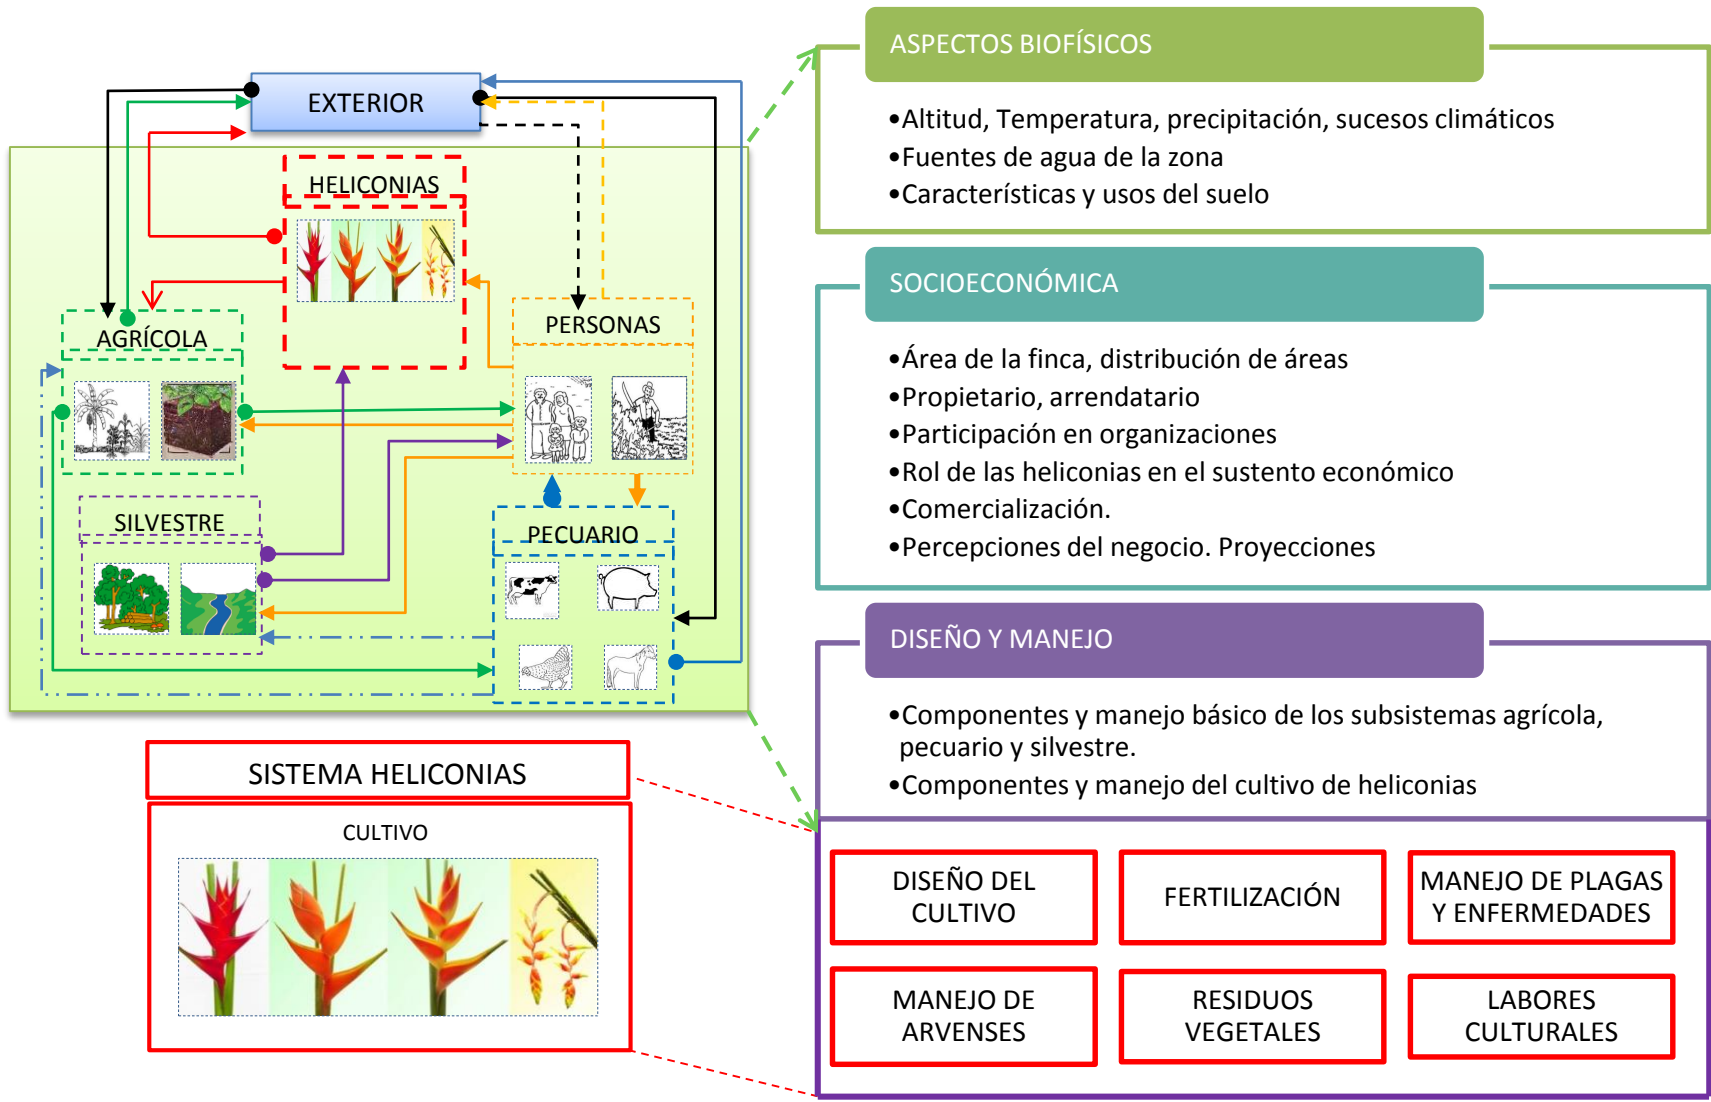 EXTERIOR
HELICONIAS
AGRÍCOLA
PERSONAS
SILVESTRE
PECUARIO
SISTEMA HELICONIAS
CULTIVO
ASPECTOS BIOFÍSICOS
•Altitud, Temperatura, precipitación, sucesos climáticos
•Fuentes de agua de la zona
•Características y usos del suelo
SOCIOECONÓMICA
•Área de la finca, distribución de áreas
•Propietario, arrendatario
•Participación en organizaciones
•Rol de las heliconias en el sustento económico
•Comercialización.
•Percepciones del negocio. Proyecciones
DISEÑO Y MANEJO
•Componentes y manejo básico de los subsistemas agrícola,
pecuario y silvestre.
•Componentes y manejo del cultivo de heliconias
DISEÑO DEL
CULTIVO
FERTILIZACIÓN
MANEJO DE PLAGAS
Y ENFERMEDADES
MANEJO DE
ARVENSES
RESIDUOS
VEGETALES
LABORES
CULTURALES